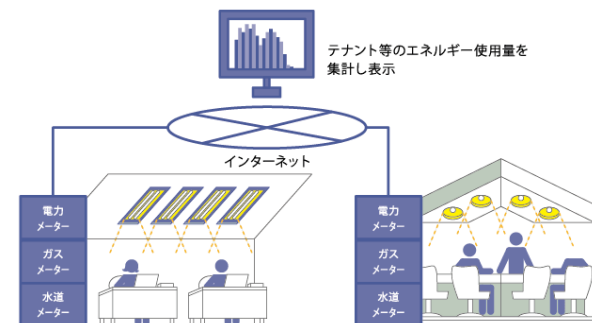 テナント等のエネルギー使用量を
集計し表示
インターネット
電力
メーター
ガス
メーター
水道
メーター
電力
メーター
ガス
メーター
水道
メーター